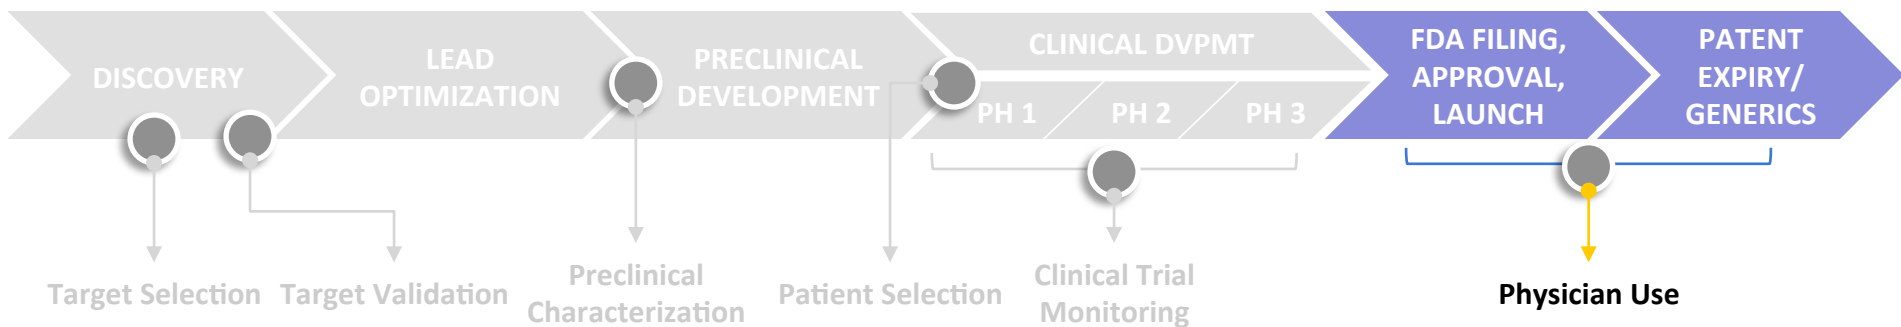 DISCOVERY
LEAD
OPTIMIZATION
PRECLINICAL
DEVELOPMENT
CLINICAL DVPMT
PH 1
PH 2
PH 3
FDA FILING,
APPROVAL,
LAUNCH
PATENT
EXPIRY/
GENERICS
Target Selection
Target Validation
Preclinical
Characterization
Patient Selection
Clinical Trial
Monitoring
Physician Use